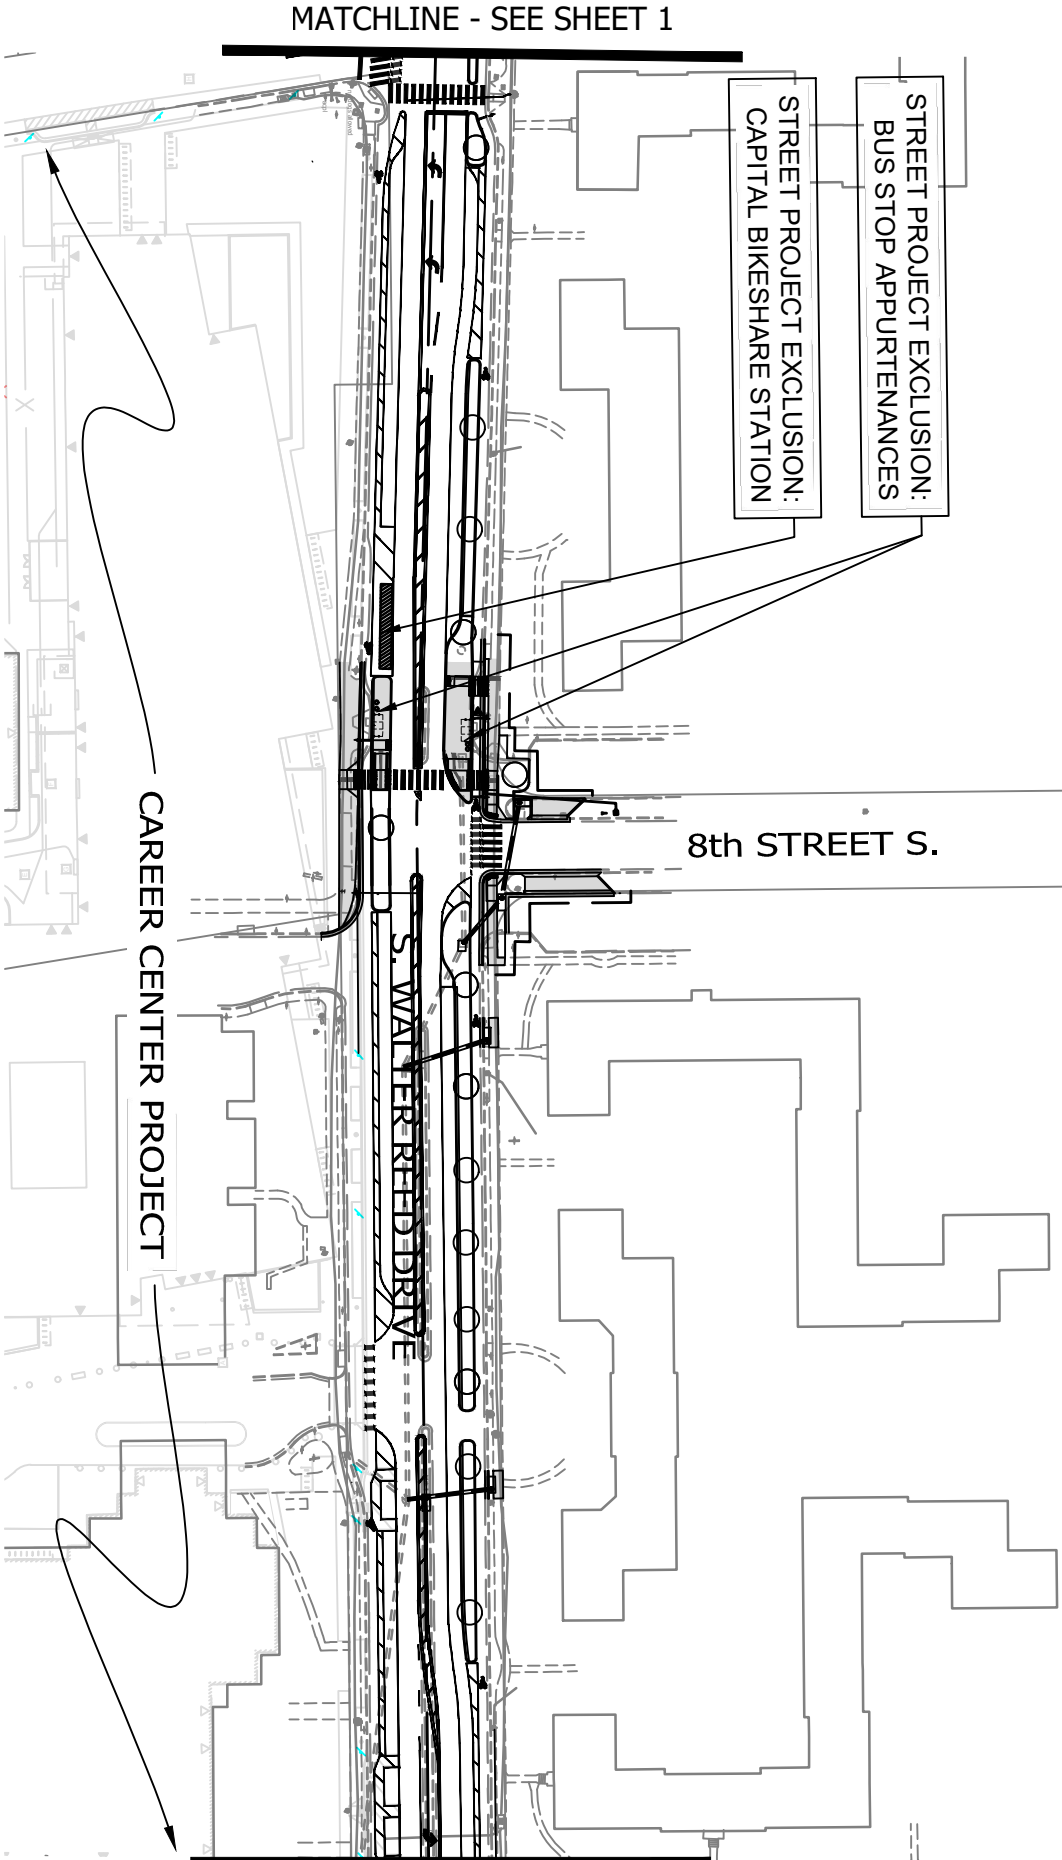 MATCHLINE - SEE SHEET 1
STREET PROJECT EXCLUSION:
BUS STOP APPURTENANCES
STREET PROJECT EXCLUSION:
CAPITAL BIKESHARE STATION
8th STREET S.
S. WALTER REED DRIVE
CAREER CENTER PROJECT